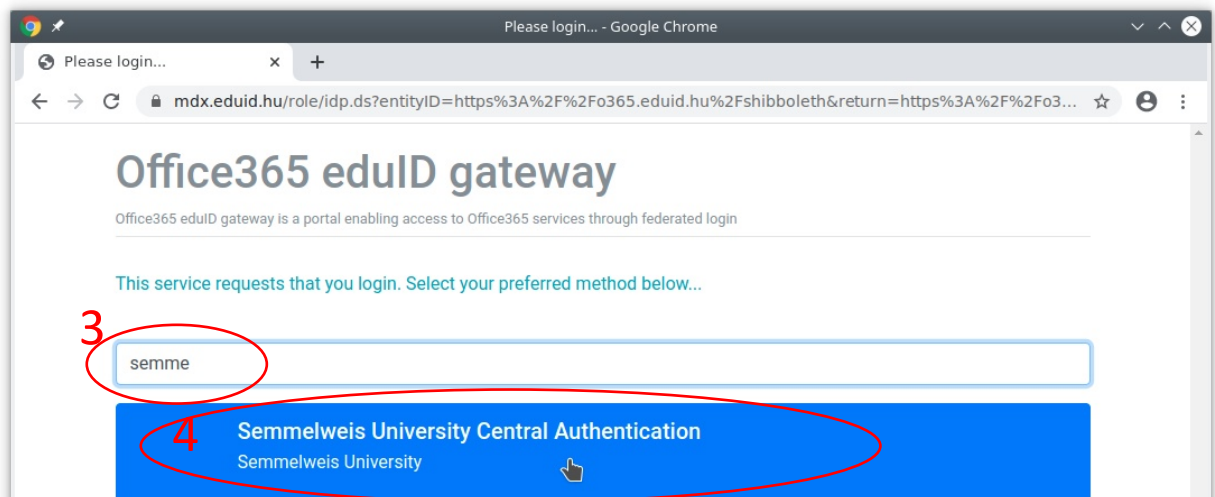 Please login... - Google Chrome
Please login...
mdx.eduid.hu/role/idp.ds?entityID=https%3A%2F%2Fo365.eduid.hu%2Fshibboleth&return=https%3A%2F%2Fo3...
Office365 eduID gateway
Office365 eduID gateway is a portal enabling access to Office365 services through federated login
This service requests that you login. Select your preferred method below...
3
semme
4
Semmelweis University Central Authentication
Semmelweis University